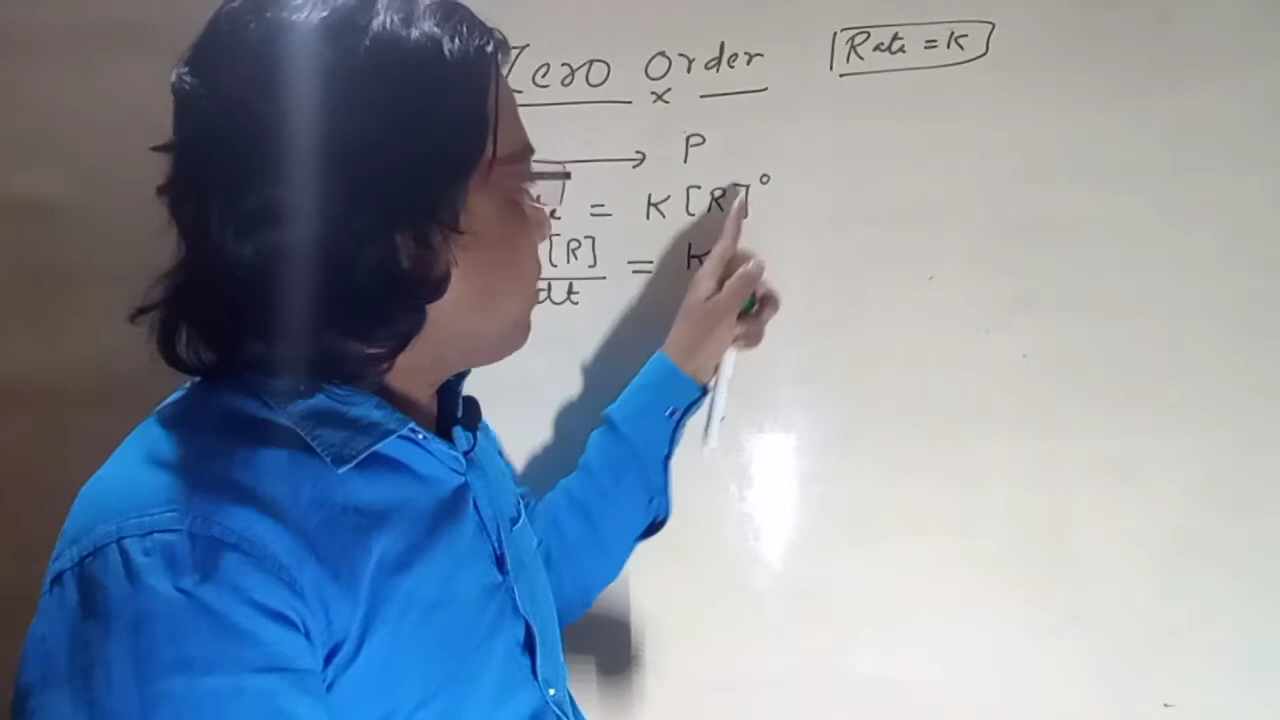 Zero Order
Rate = K
→ P
= K [R]°
[R] / dt = K